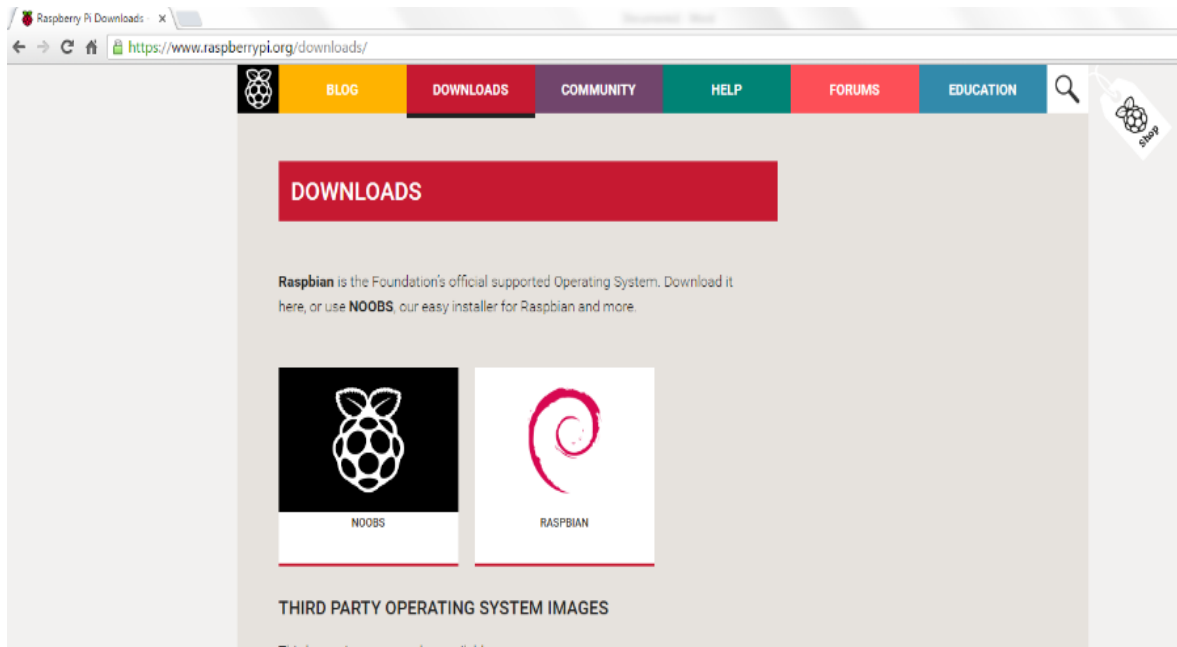 Raspberry Pi Downloads -
https://www.raspberrypi.org/downloads/
BLOG
DOWNLOADS
COMMUNITY
HELP
FORUMS
EDUCATION
shop
DOWNLOADS
Raspbian is the Foundation's official supported Operating System. Download it
here, or use NOOBS, our easy installer for Raspbian and more.
NOOBS
RASPBIAN
THIRD PARTY OPERATING SYSTEM IMAGES